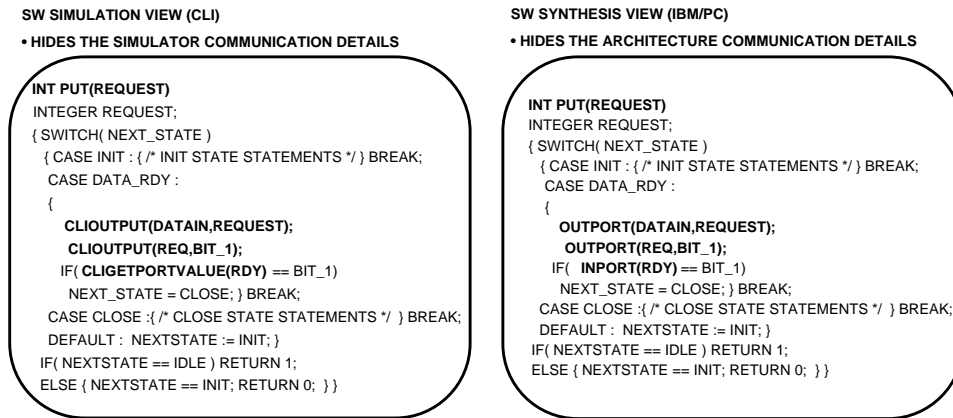 SW SIMULATION VIEW (CLI)
• HIDES THE SIMULATOR COMMUNICATION DETAILS
INT PUT(REQUEST)
INTEGER REQUEST;
{ SWITCH( NEXT_STATE )
{ CASE INIT : { /* INIT STATE STATEMENTS */ } BREAK;
CASE DATA_RDY :
{
CLIOUTPUT(DATAIN,REQUEST);
CLIOUTPUT(REQ,BIT_1);
IF( CLIGETPORTVALUE(RDY) == BIT_1)
NEXT_STATE = CLOSE; } BREAK;
CASE CLOSE :{ /* CLOSE STATE STATEMENTS */ } BREAK;
DEFAULT : NEXTSTATE := INIT; }
IF( NEXTSTATE == IDLE ) RETURN 1;
ELSE { NEXTSTATE == INIT; RETURN 0; } }
SW SYNTHESIS VIEW (IBM/PC)
• HIDES THE ARCHITECTURE COMMUNICATION DETAILS
INT PUT(REQUEST)
INTEGER REQUEST;
{ SWITCH( NEXT_STATE )
{ CASE INIT : { /* INIT STATE STATEMENTS */ } BREAK;
CASE DATA_RDY :
{
OUTPORT(DATAIN,REQUEST);
OUTPORT(REQ,BIT_1);
IF( INPORT(RDY) == BIT_1)
NEXT_STATE = CLOSE; } BREAK;
CASE CLOSE :{ /* CLOSE STATE STATEMENTS */ } BREAK;
DEFAULT : NEXTSTATE := INIT; }
IF( NEXTSTATE == IDLE ) RETURN 1;
ELSE { NEXTSTATE == INIT; RETURN 0; } }